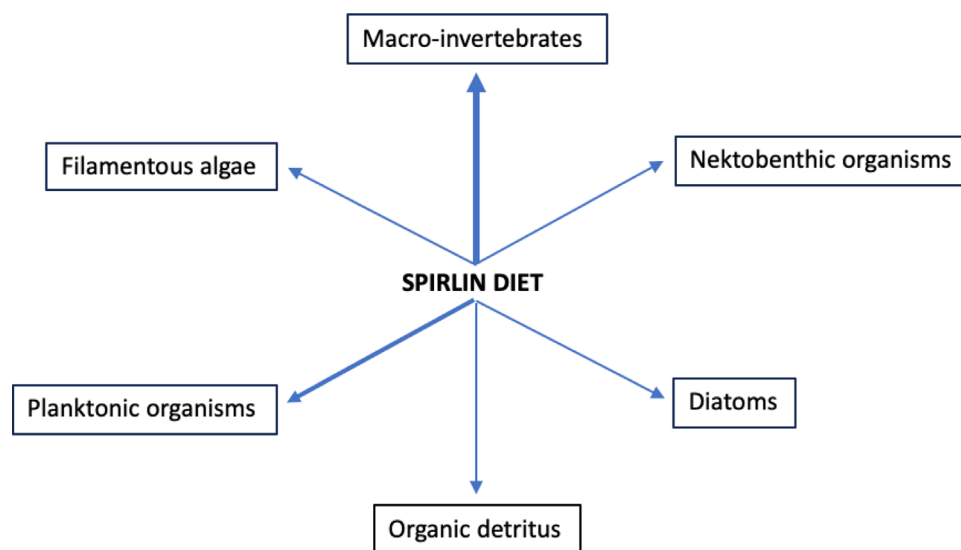 Macro-invertebrates
Filamentous algae
Nektobenthic organisms
SPIRLIN DIET
Planktonic organisms
Diatoms
Organic detritus